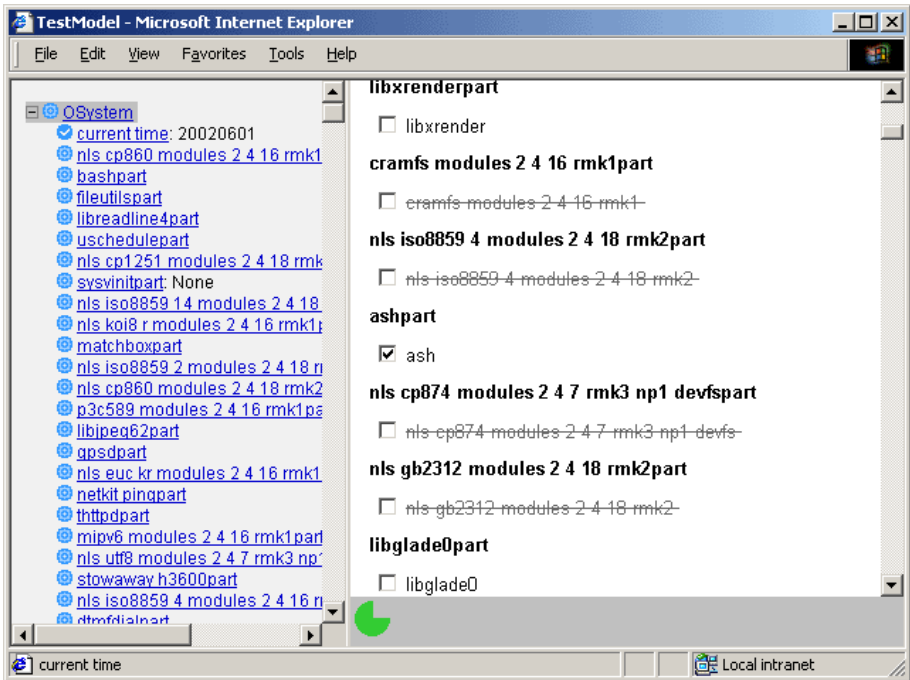 TestModel - Microsoft Internet Explorer
File Edit View Favorites Tools Help
OSystem
current time: 20020601
nls cp860 modules 2 4 16 rmk1
bashpart
fileutilspart
libreadline4part
uschedulepart
nls cp1251 modules 2 4 18 rmk
sysvinitpart: None
nls iso8859 14 modules 2 4 18
nls koi8 r modules 2 4 16 rmk1p
matchboxpart
nls iso8859 2 modules 2 4 18 r
nls cp860 modules 2 4 18 rmk2
p3c589 modules 2 4 16 rmk1pa
libjpeg62part
gpsdpart
nls euc kr modules 2 4 16 rmk1
netkit pingpart
thttpdpart
mipv6 modules 2 4 16 rmk1part
nls utf8 modules 2 4 7 rmk3 np1
stowaway h3600part
nls iso8859 4 modules 2 4 16 r
dtmfdialpart
libxrenderpart
libxrender
cramfs modules 2 4 16 rmk1part
cramfs modules 2 4 16 rmk1
nls iso8859 4 modules 2 4 18 rmk2part
nls iso8859 4 modules 2 4 18 rmk2
ashpart
ash
nls cp874 modules 2 4 7 rmk3 np1 devfspart
nls cp874 modules 2 4 7 rmk3 np1 devfs
nls gb2312 modules 2 4 18 rmk2part
nls gb2312 modules 2 4 18 rmk2
libglade0part
libglade0
current time
Local intranet